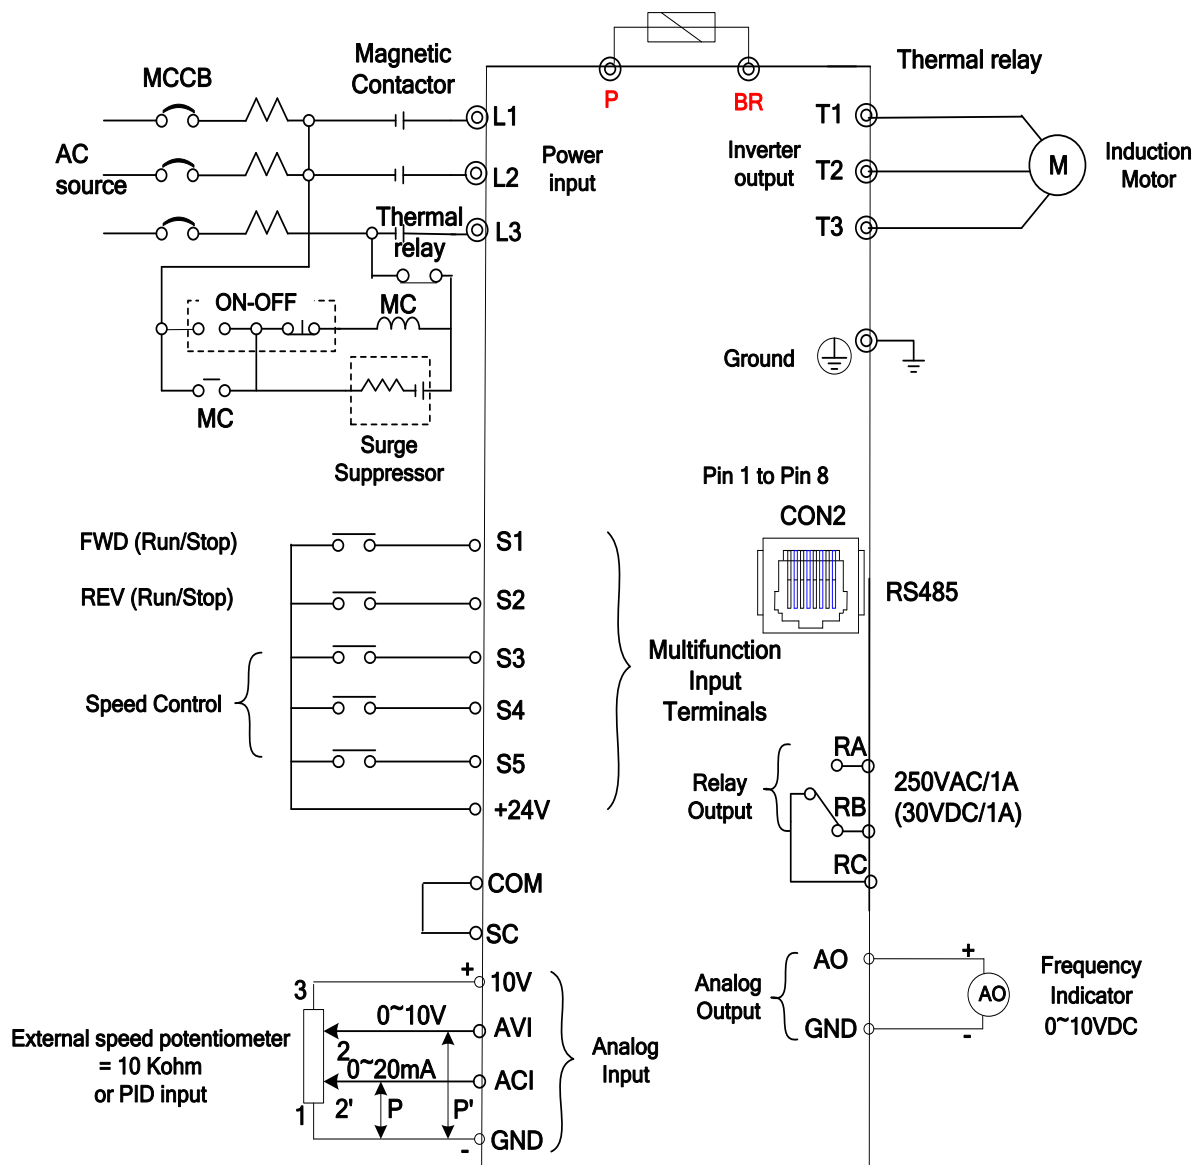 MCCB
Magnetic
Contactor
Thermal relay
P
BR
L1
T1
AC
source
Power
input
Inverter
output
L2
T2
M
Induction
Motor
Thermal
relay
L3
T3
ON-OFF
MC
Ground
MC
Surge
Suppressor
Pin 1 to Pin 8
CON2
RS485
FWD (Run/Stop)
S1
REV (Run/Stop)
S2
S3
Speed Control
S4
S5
+24V
Multifunction
Input
Terminals
Relay
Output
RA
RB
RC
250VAC/1A
(30VDC/1A)
COM
SC
+
10V
3
0~10V
AVI
2
0~20mA
ACI
2'
P
P'
1
-
GND
External speed potentiometer
= 10 Kohm
or PID input
Analog
Input
Analog
Output
AO
GND
+
AO
-
Frequency
Indicator
0~10VDC